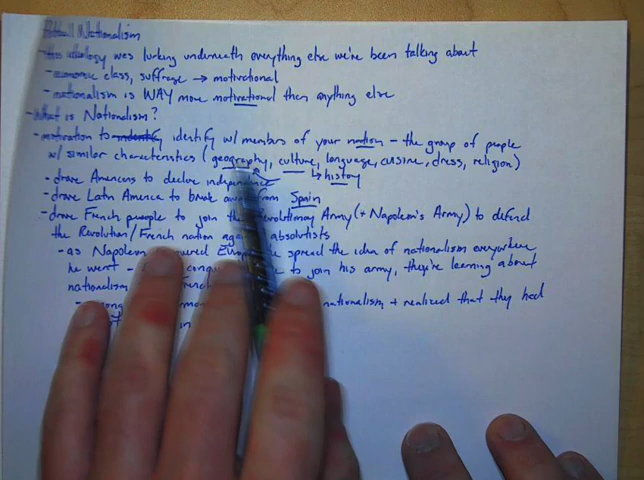 Nationalism
- this ideology was lurking underneath everything else we've been talking about
- economic class, suffrage → motivational
- nationalism is WAY more motivational than anything else
- What is Nationalism?
- motivation to identify w/ members of your nation - the group of people
w/ similar characteristics (geography, culture, language, cuisine, dress, religion)
↳ history
- drove Americans to declare independence
- drove Latin America to break away from Spain
- drove French people to join the Revolutionary Army (+ Napoleon's Army) to defend
the Revolution/French nation against absolutists
- as Napoleon Europe he spread the idea of nationalism everywhere
he went - to join his army, they're learning about
nationalism
nationalism + realized that they had
in